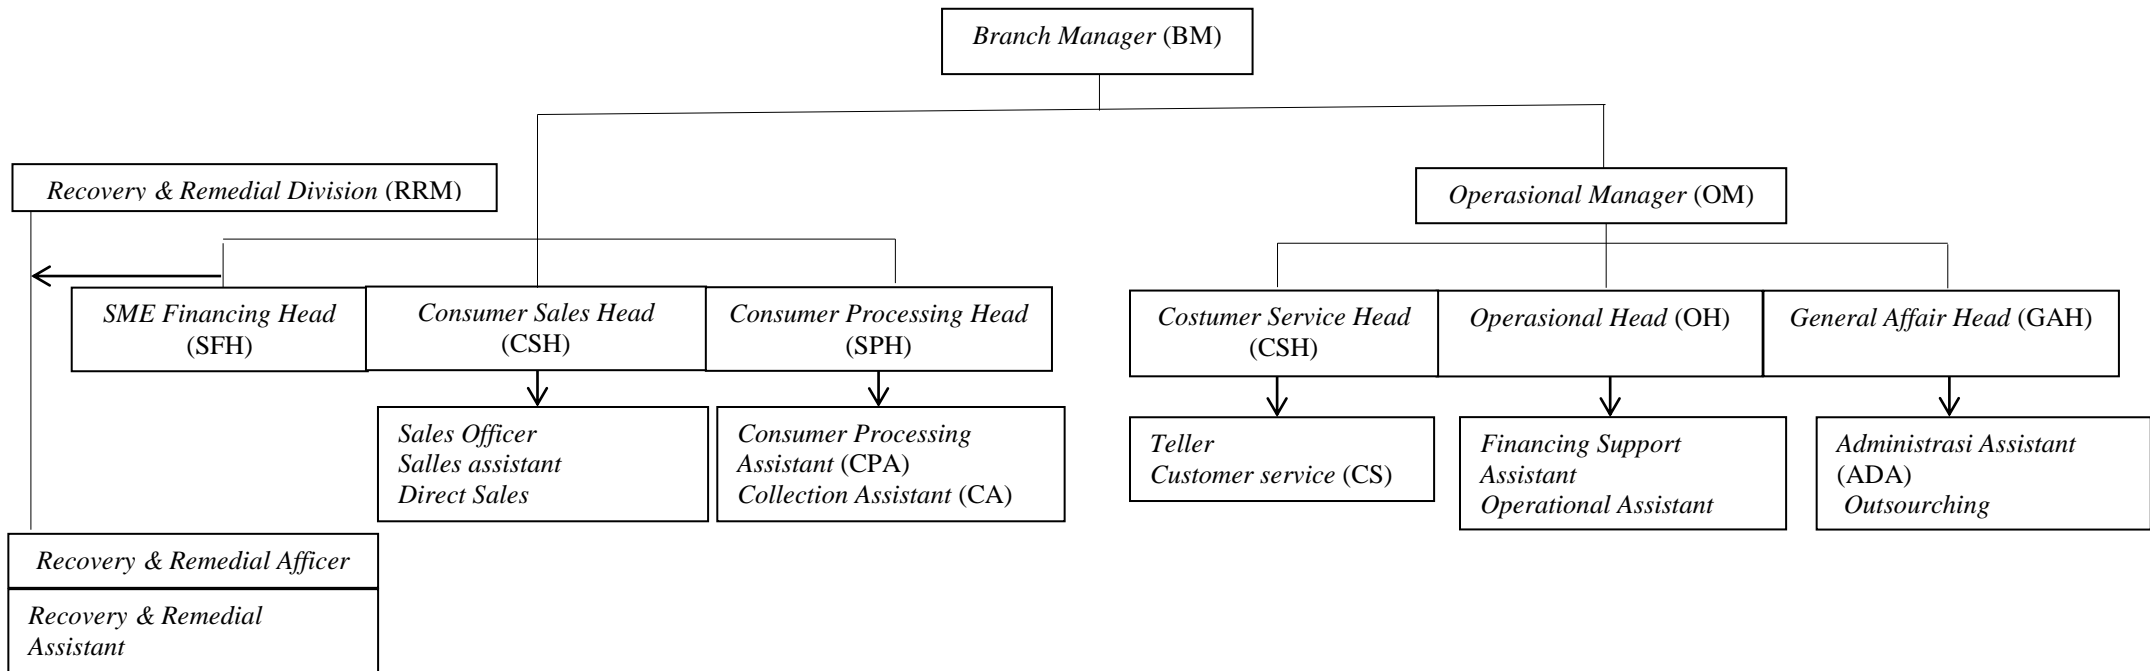 Branch Manager (BM)
Recovery & Remedial Division (RRM)
Operasional Manager (OM)
SME Financing Head
(SFH)
Consumer Sales Head
(CSH)
Consumer Processing Head
(SPH)
Costumer Service Head
(CSH)
Operasional Head (OH)
General Affair Head (GAH)
Sales Officer
Salles assistant
Direct Sales
Consumer Processing
Assistant (CPA)
Collection Assistant (CA)
Teller
Customer service (CS)
Financing Support
Assistant
Operational Assistant
Administrasi Assistant
(ADA)
Outsourching
Recovery & Remedial Afficer
Recovery & Remedial
Assistant